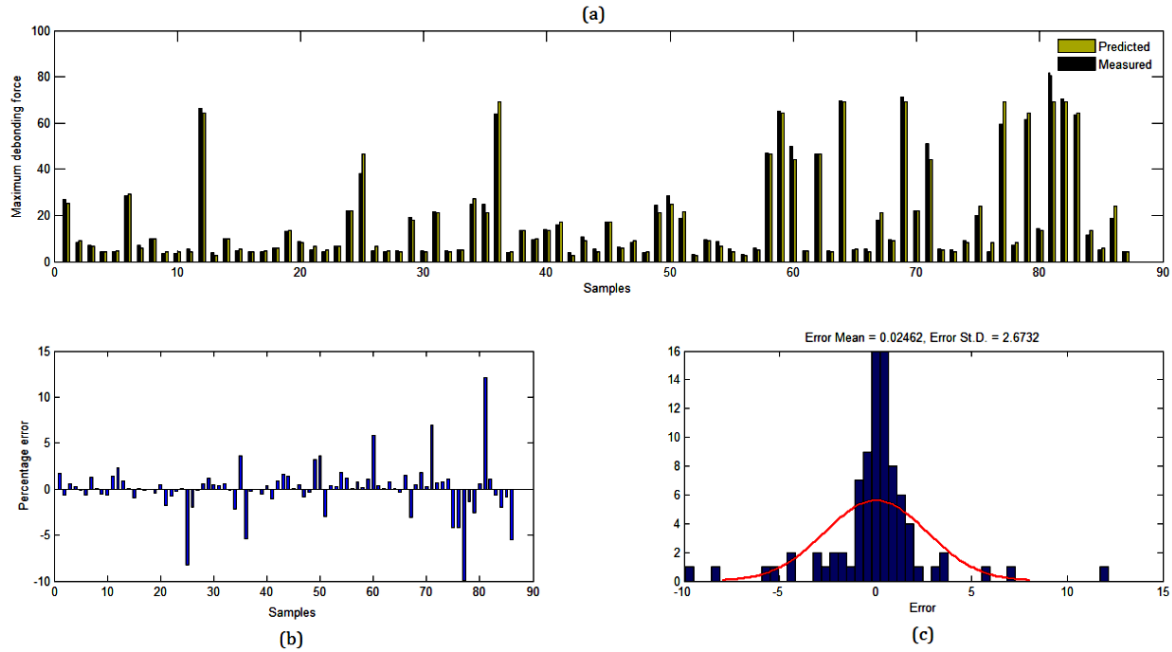 (a)
100
80
60
40
20
0
Maximum debonding force
Predicted
Measured
0 10 20 30 40 50 60 70 80 90
Samples
15
10
5
0
-5
-10
Percentage error
0 10 20 30 40 50 60 70 80 90
Samples
(b)
Error Mean = 0.02462, Error St.D. = 2.6732
16
14
12
10
8
6
4
2
0
-10 -5 0 5 10 15
Error
(c)